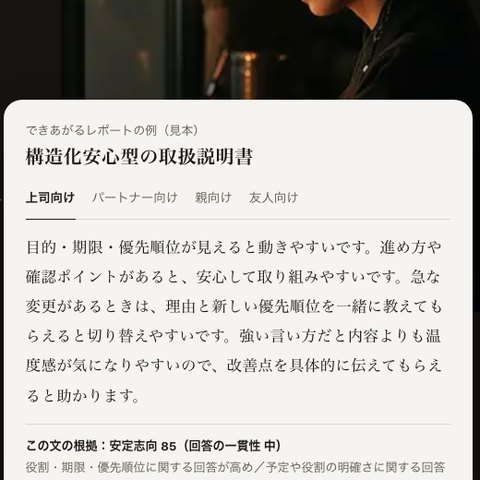 できあがるレポートの例（見本）
構造化安心型の取扱説明書
上司向け パートナー向け 親向け 友人向け
目的・期限・優先順位が見えると動きやすいです。進め方や
確認ポイントがあると、安心して取り組みやすいです。急な
変更があるときは、理由と新しい優先順位を一緒に教えても
らえると切り替えやすいです。強い言い方だと内容よりも温
度感が気になりやすいので、改善点を具体的に伝えてもらえ
ると助かります。
この文の根拠：安定志向 85（回答の一貫性 中）
役割・期限・優先順位に関する回答が高め／予定や役割の明確さに関する回答